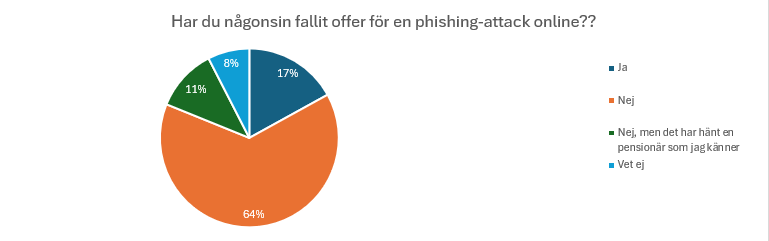 Har du någonsin fallit offer för en phishing-attack online??
8%
17%
11%
64%
Ja
Nej
Nej, men det har hänt en
pensionär som jag känner
Vet ej